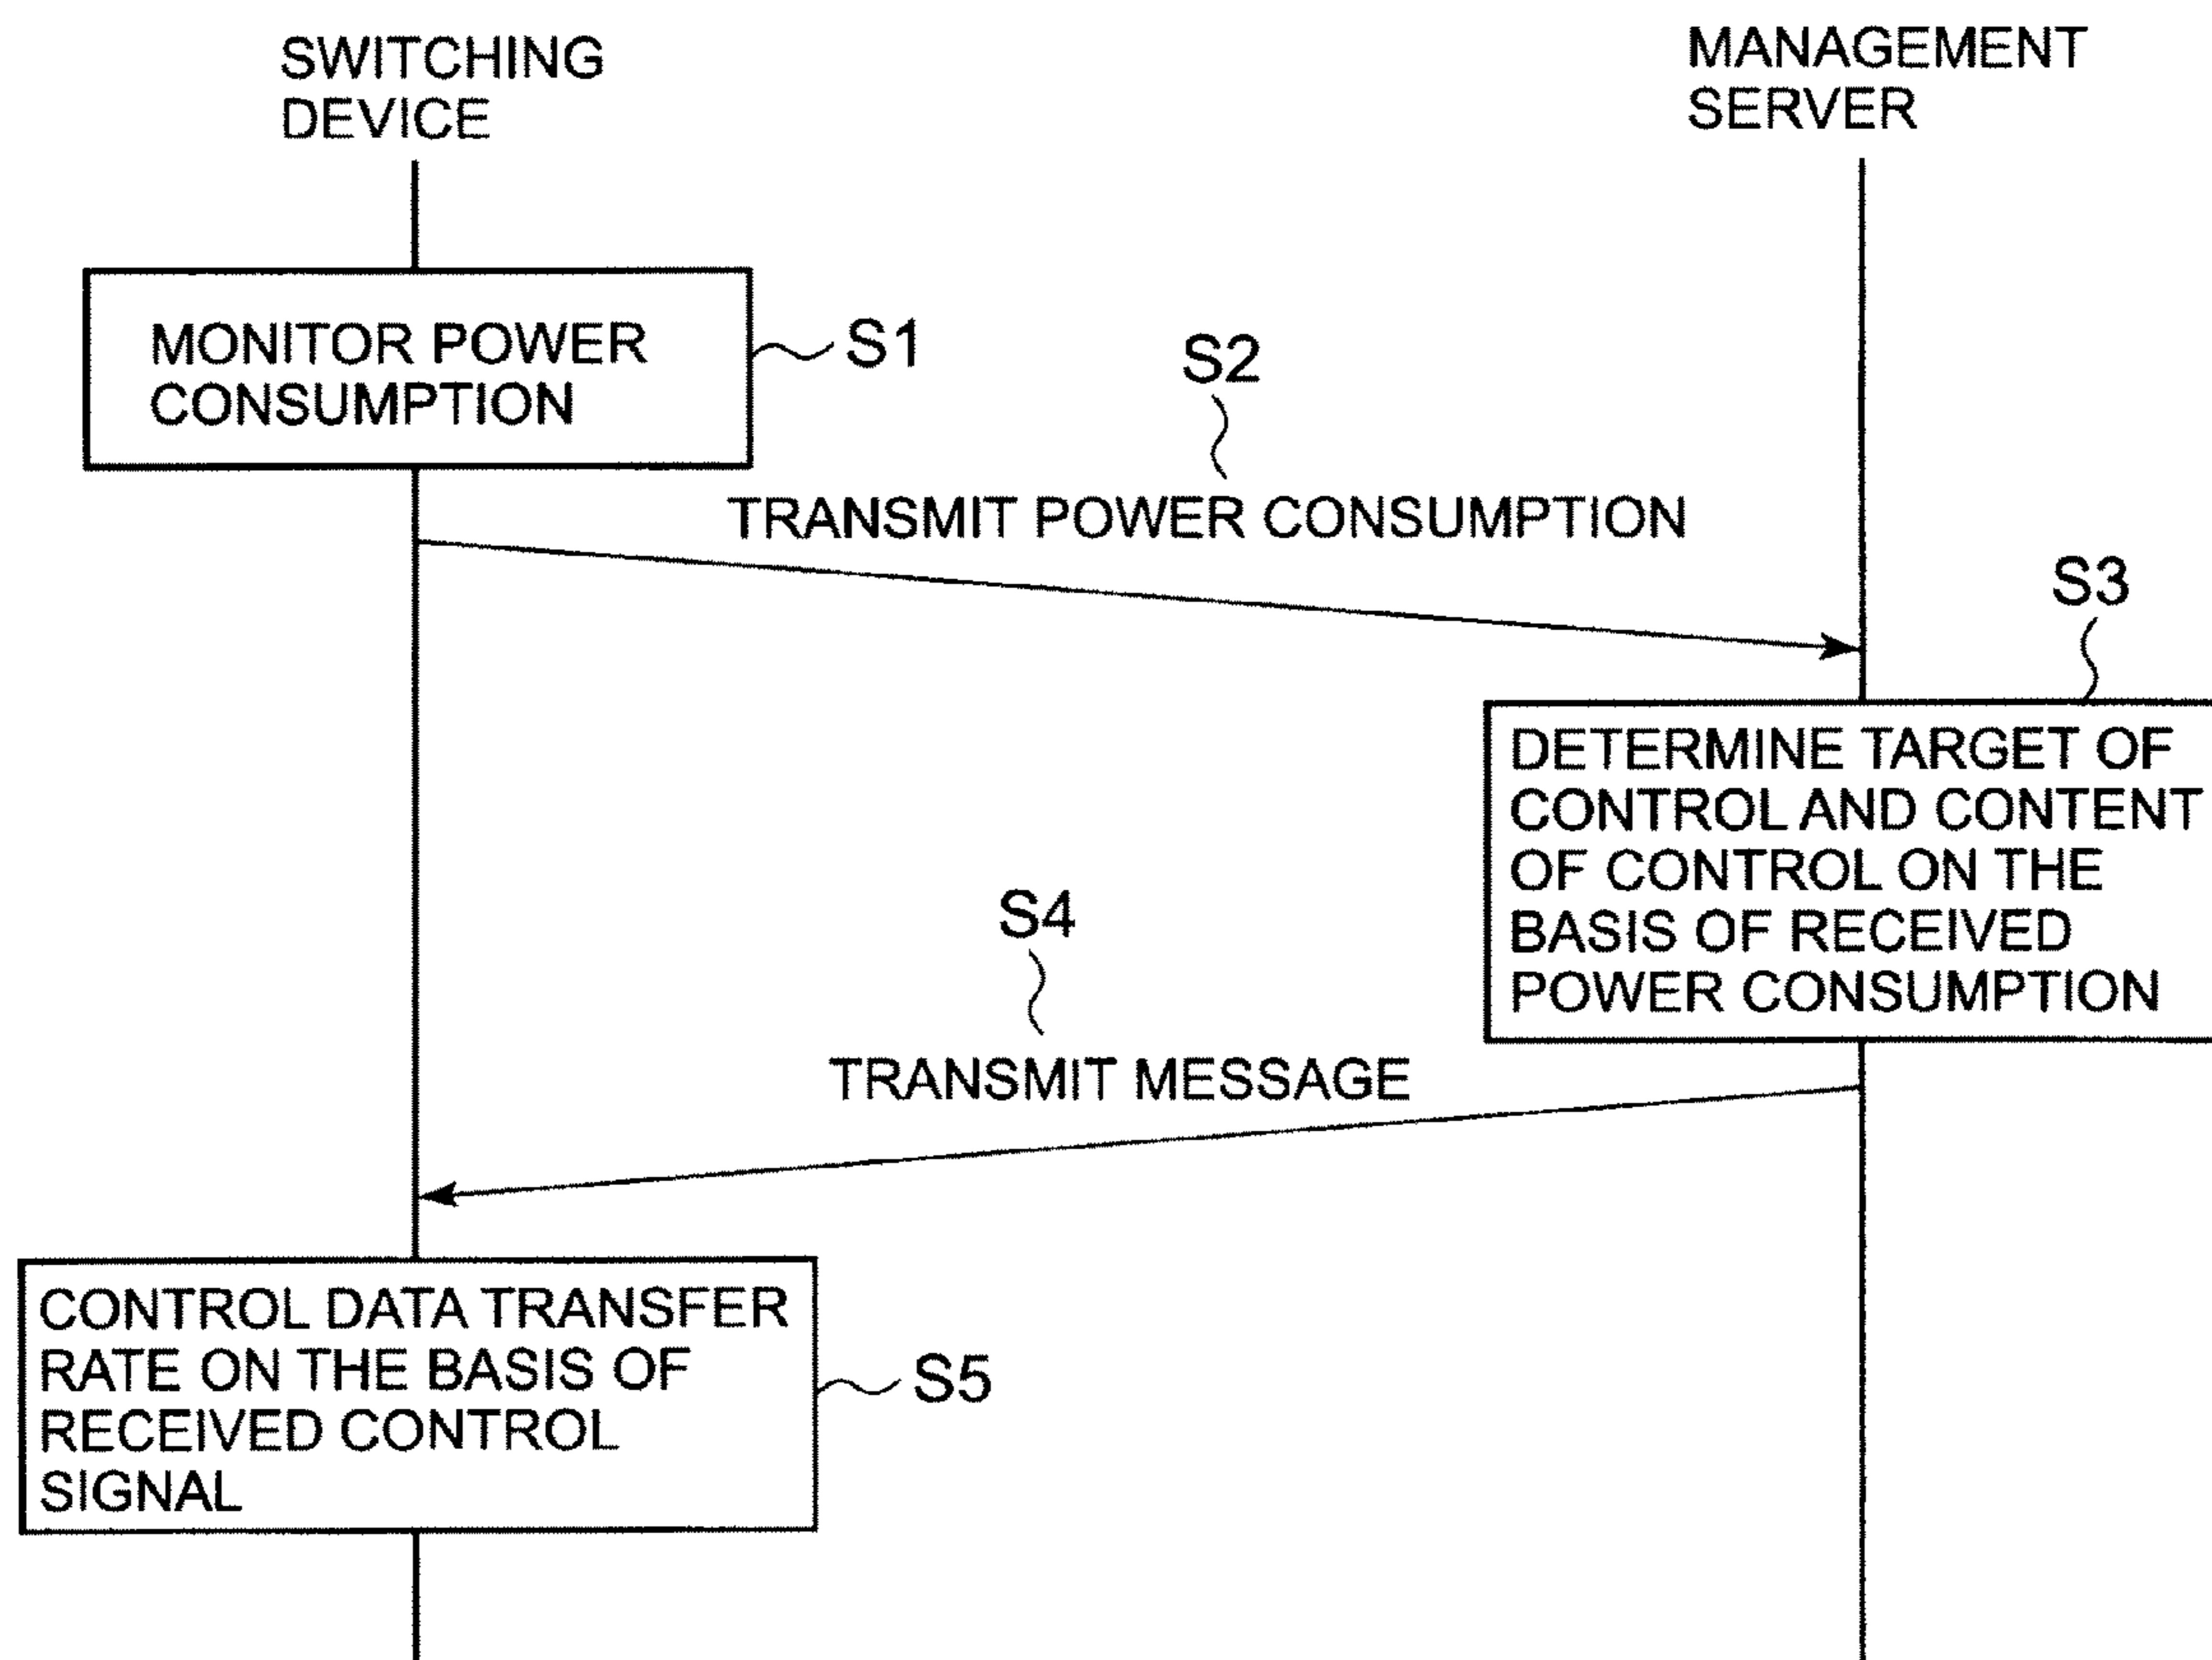 SWITCHING
DEVICE
MANAGEMENT
SERVER
MONITOR POWER
CONSUMPTION
S1
S2
TRANSMIT POWER CONSUMPTION
S3
DETERMINE TARGET OF
CONTROL AND CONTENT
OF CONTROL ON THE
BASIS OF RECEIVED
POWER CONSUMPTION
S4
TRANSMIT MESSAGE
CONTROL DATA TRANSFER
RATE ON THE BASIS OF
RECEIVED CONTROL
SIGNAL
S5